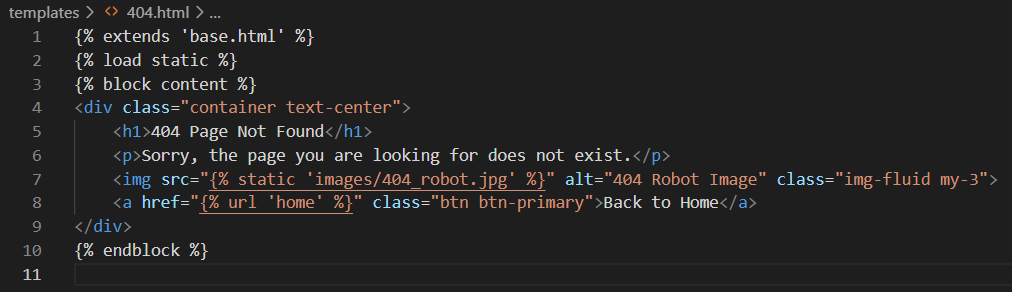 templates > <> 404.html > ...
1 {% extends 'base.html' %}
2 {% load static %}
3 {% block content %}
4 <div class="container text-center">
5     <h1>404 Page Not Found</h1>
6     <p>Sorry, the page you are looking for does not exist.</p>
7     <img src="{% static 'images/404_robot.jpg' %}" alt="404 Robot Image" class="img-fluid my-3">
8     <a href="{% url 'home' %}" class="btn btn-primary">Back to Home</a>
9 </div>
10 {% endblock %}
11